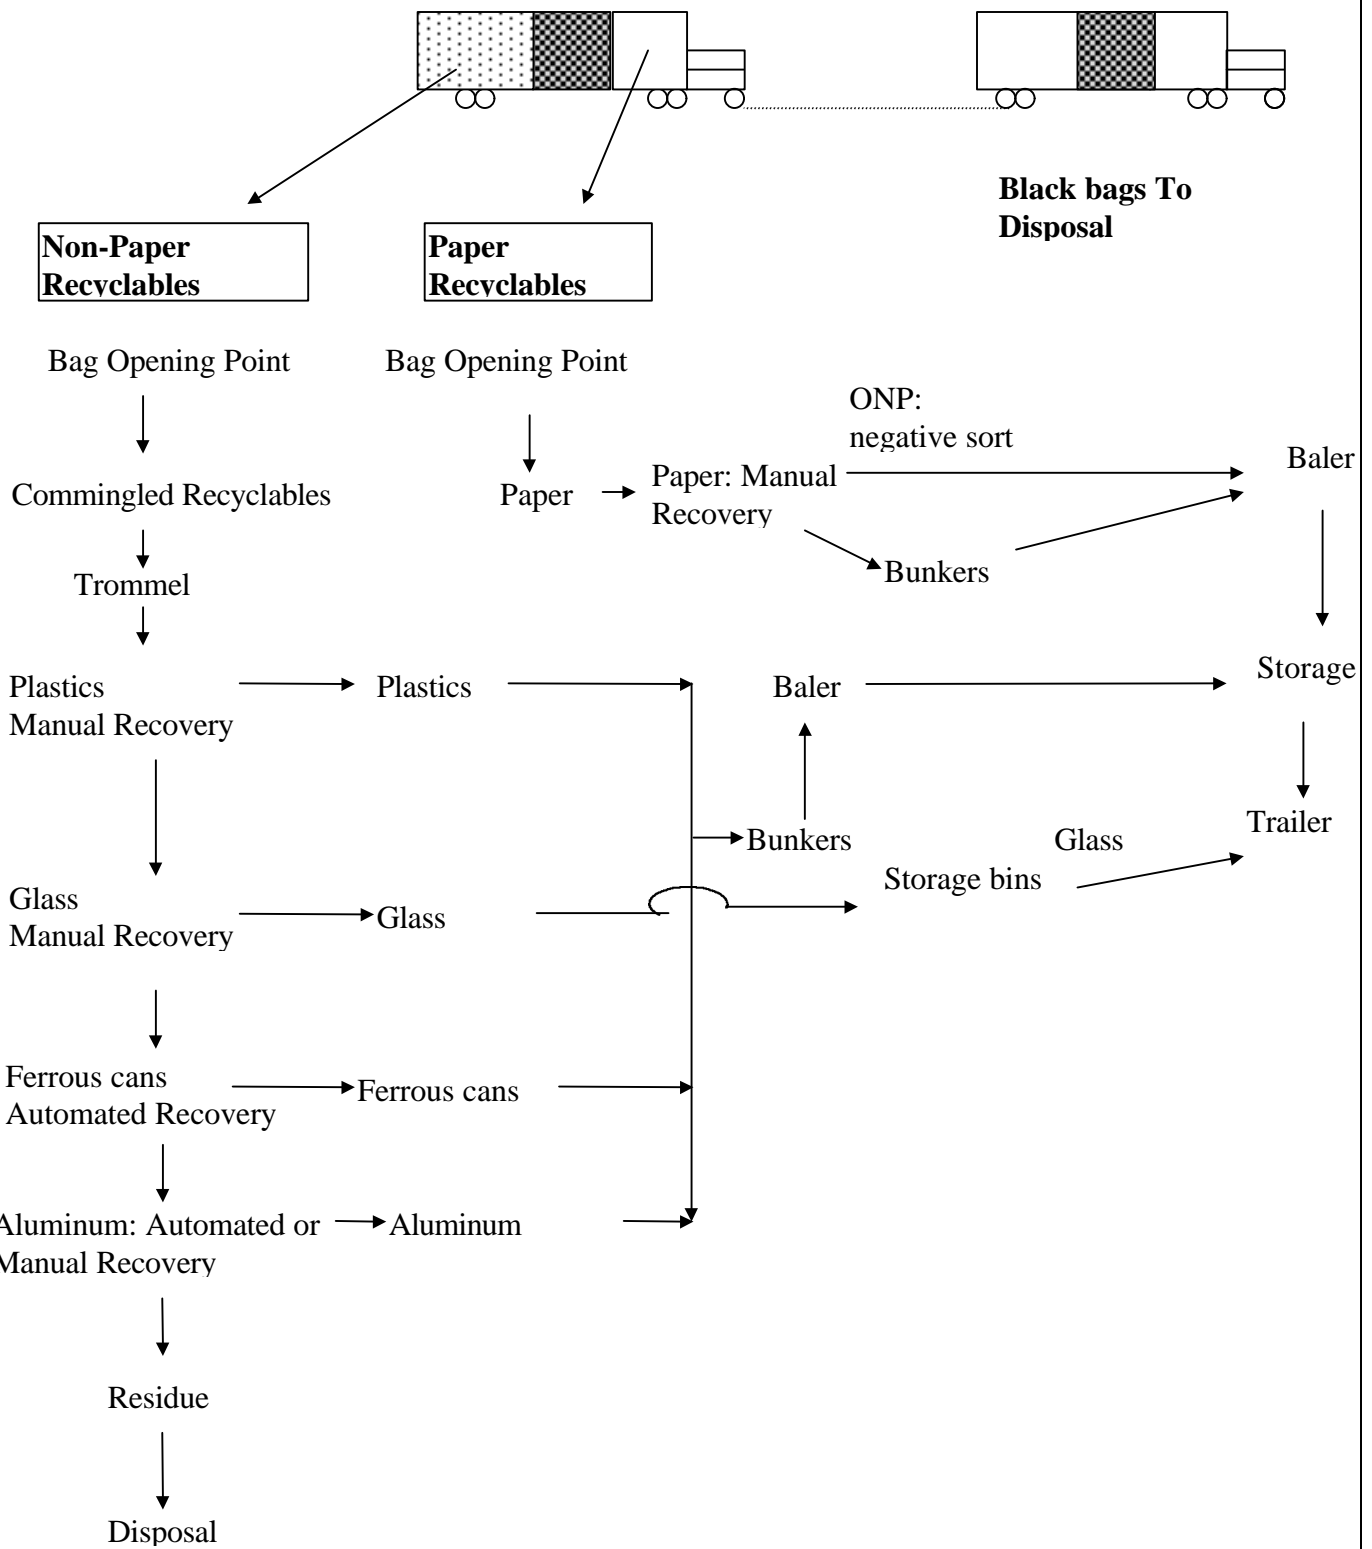 Black bags To
Disposal
Non-Paper
Recyclables
Paper
Recyclables
Bag Opening Point
Bag Opening Point
ONP:
negative sort
Baler
Commingled Recyclables
Paper
Paper: Manual
Recovery
Bunkers
Trommel
Plastics
Manual Recovery
Plastics
Baler
Storage
Bunkers
Glass
Trailer
Storage bins
Glass
Manual Recovery
Glass
Ferrous cans
Automated Recovery
Ferrous cans
Aluminum: Automated or
Manual Recovery
Aluminum
Residue
Disposal